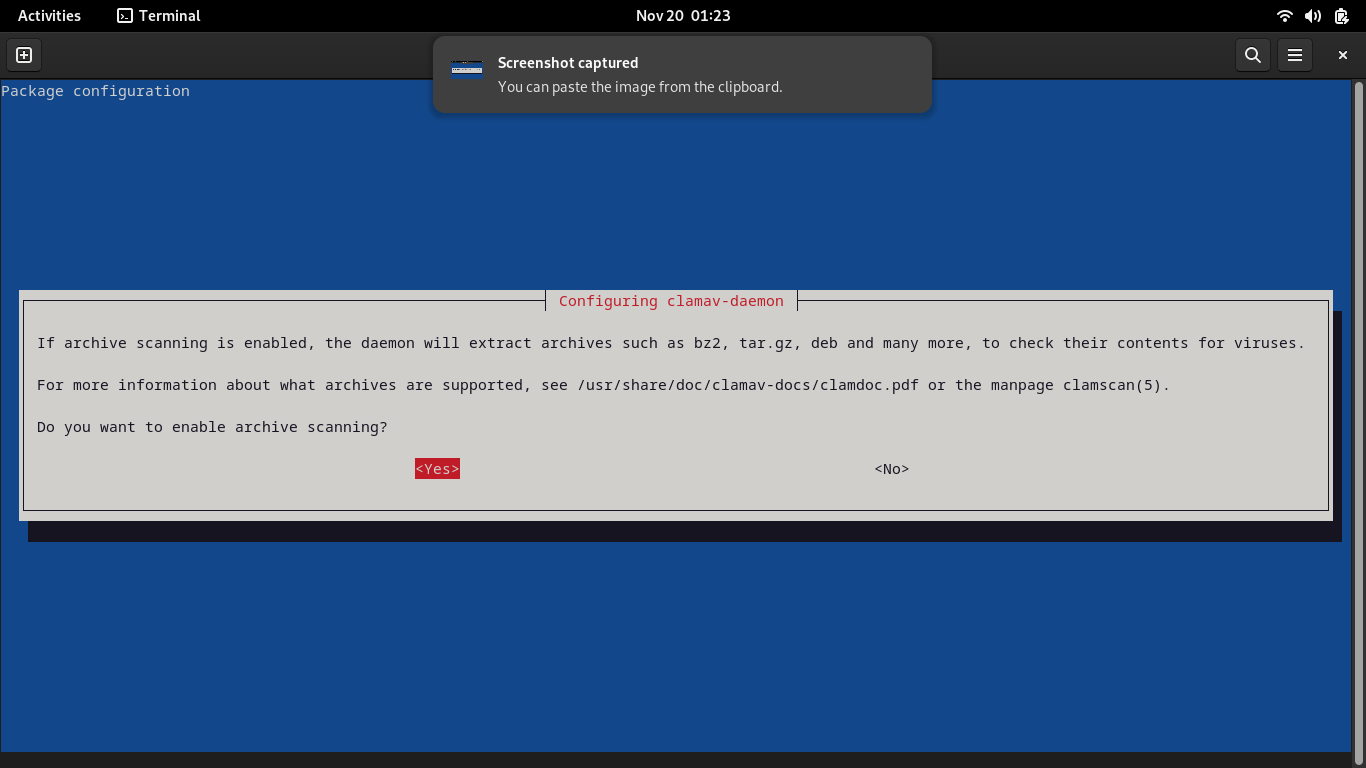 Activities
Terminal
Nov 20 01:23
Screenshot captured
You can paste the image from the clipboard.
Package configuration
Configuring clamav-daemon
If archive scanning is enabled, the daemon will extract archives such as bz2, tar.gz, deb and many more, to check their contents for viruses.
For more information about what archives are supported, see /usr/share/doc/clamav-docs/clamdoc.pdf or the manpage clamscan(5).
Do you want to enable archive scanning?
<Yes> <No>